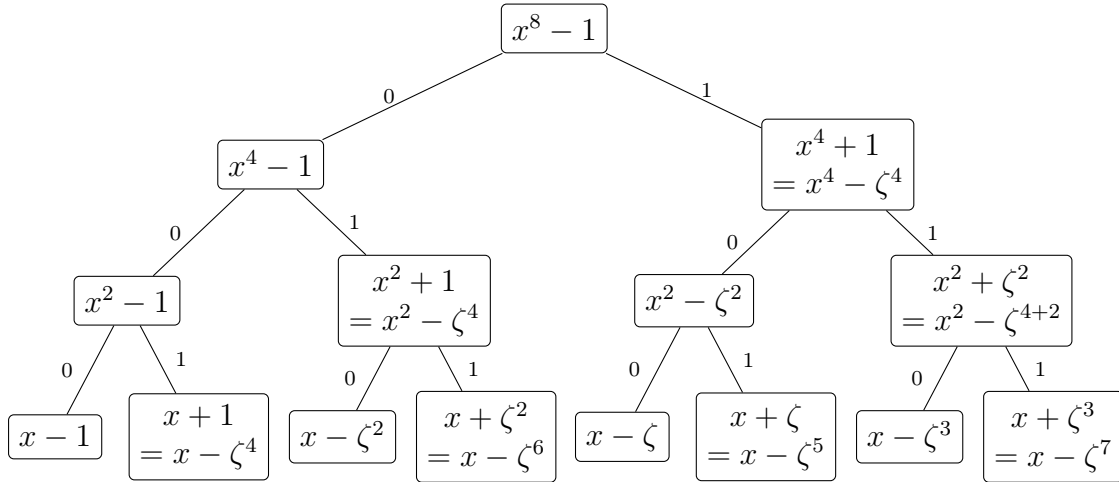 x^8 − 1
0
1
x^4 − 1
x^4 + 1
= x^4 − ζ^4
0
1
0
1
x^2 − 1
x^2 + 1
= x^2 − ζ^4
x^2 − ζ^2
x^2 + ζ^2
= x^2 − ζ^{4+2}
0
1
0
1
0
1
0
1
x − 1
x + 1
= x − ζ^4
x − ζ^2
x + ζ^2
= x − ζ^6
x − ζ
x + ζ
= x − ζ^5
x − ζ^3
x + ζ^3
= x − ζ^7